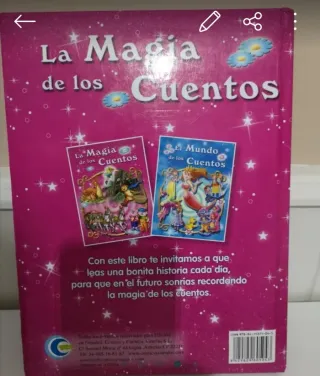 La Magia
de los Cuentos
La Magia
de los
Cuentos
El Mundo
de los
Cuentos
Con este libro te invitamos a que
leas una bonita historia cada día,
para que en el futuro sonrías recordando
la magia de los cuentos.